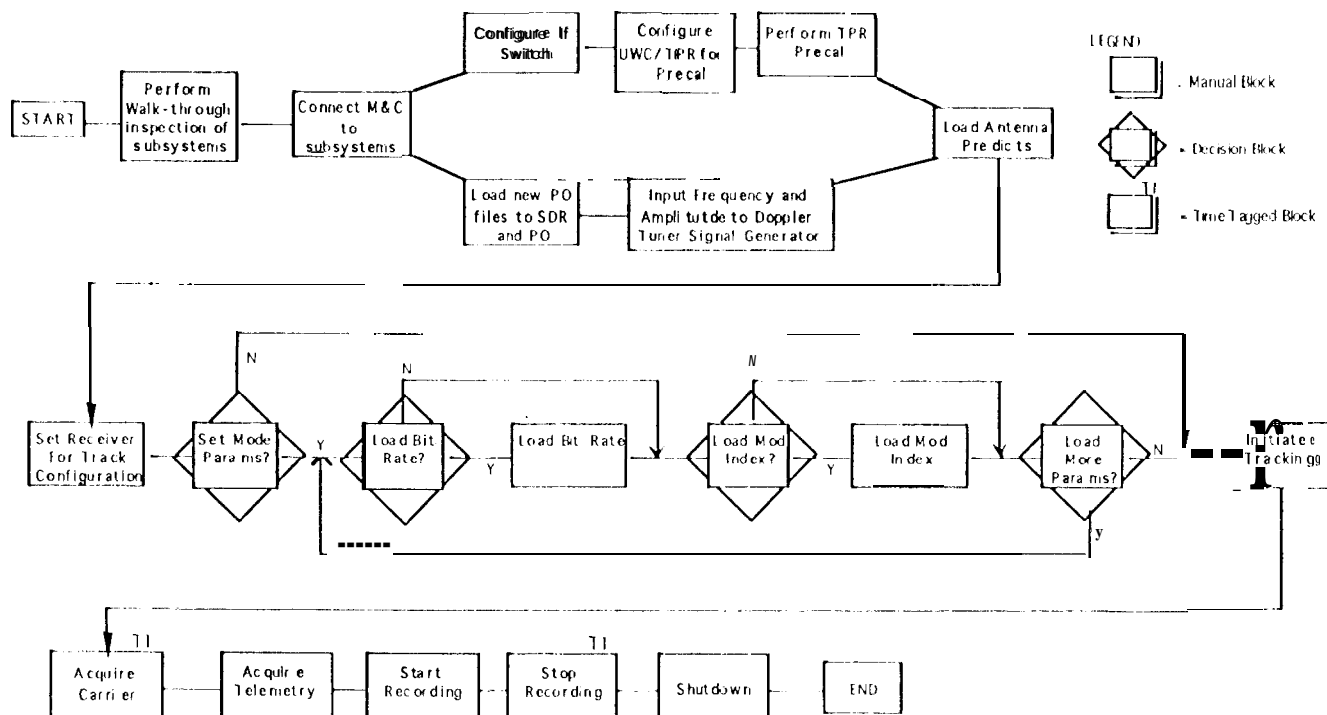 START
Perform
Walk-through
inspection of
subsystems
Connect M&C
to
subsystems
Configure If
Switch
Configure
UWC/TPR for
Precal
Perform TPR
Precal
Load new PO
files to SDR
and PO
Input Frequency and
Amplitutde to Doppler
Tuner Signal Generator
Load Antenna
Predicts
LEGEND
. Manual Block
= Decision Block
= Time Tagged Block
Set Receiver
for Track
Configuration
Set Mode
Params?
N
Y
Load Bit
Rate?
N
Y
Load Bit Rate
Load Mod
Index?
N
Y
Load Mod
Index
Load
More
Params?
N
y
Initiatee
Trackingg
Acquire
Carrier
Acquire
Telemetry
Start
Recording
Stop
Recording
Shutdown
END